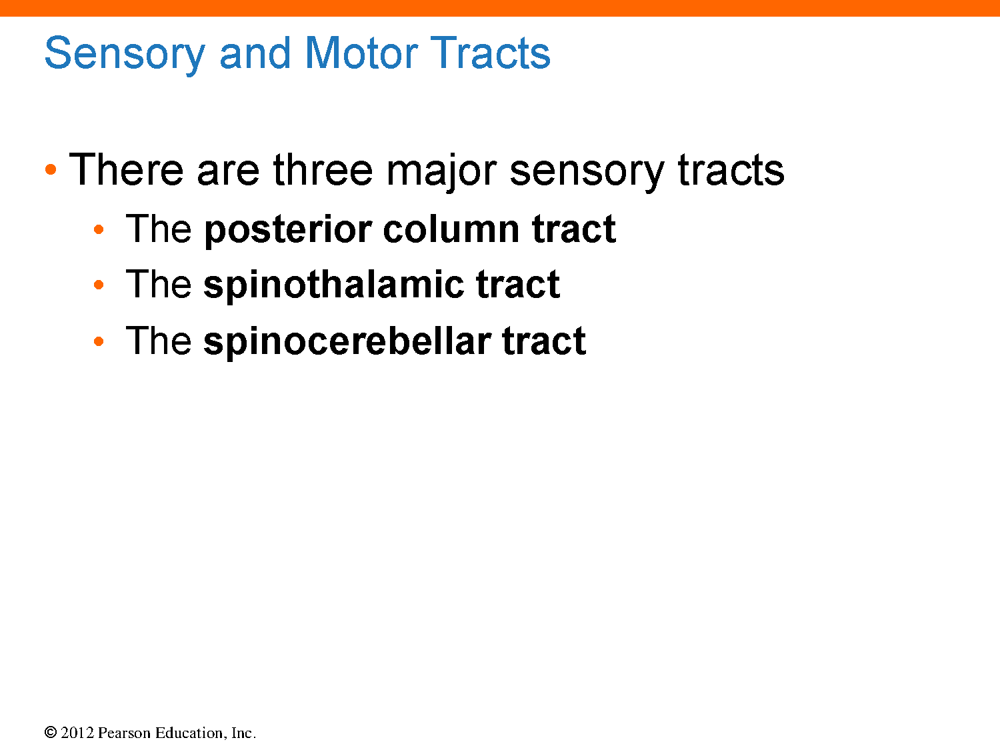 Sensory and Motor Tracts
• There are three major sensory tracts
• The posterior column tract
• The spinothalamic tract
• The spinocerebellar tract
© 2012 Pearson Education, Inc.